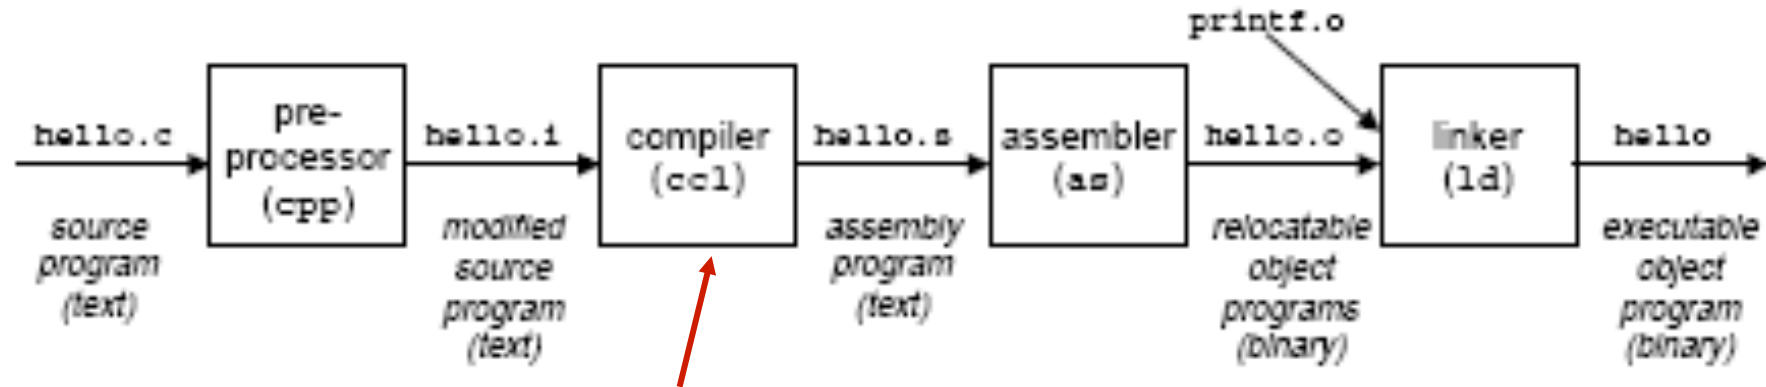 printf.o
hello.c
pre-
processor
(cpp)
hello.i
compiler
(cc1)
hello.s
assembler
(as)
hello.o
linker
(ld)
hello
source
program
(text)
modified
source
program
(text)
assembly
program
(text)
relocatable
object
programs
(binary)
executable
object
program
(binary)